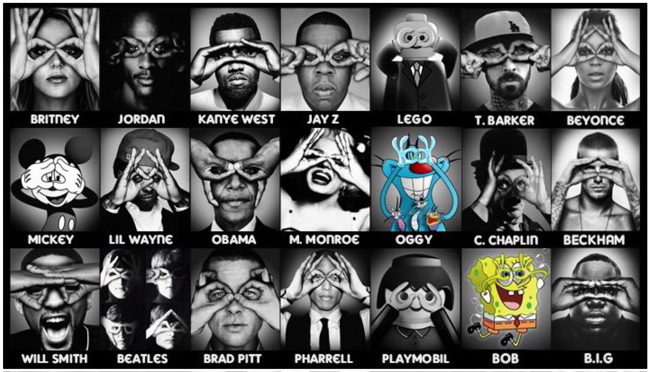 BRITNEY
JORDAN
KANYE WEST
JAY Z
LEGO
T. BARKER
BEYONCE
MICKEY
LIL WAYNE
OBAMA
M. MONROE
OGGY
C. CHAPLIN
BECKHAM
WILL SMITH
BEATLES
BRAD PITT
PHARRELL
PLAYMOBIL
BOB
B.I.G